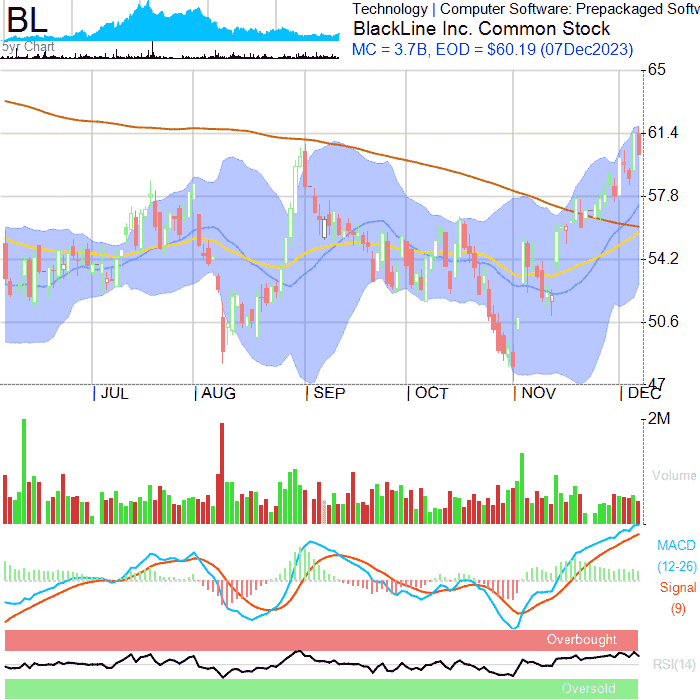 BL
5yr Chart
Technology | Computer Software: Prepackaged Softw
BlackLine Inc. Common Stock
MC = 3.7B, EOD = $60.19 (07Dec2023)
65
61.4
57.8
54.2
50.6
47
JUL AUG SEP OCT NOV DEC
2M
Volume
MACD
(12-26)
Signal
(9)
Overbought
RSI(14)
Oversold